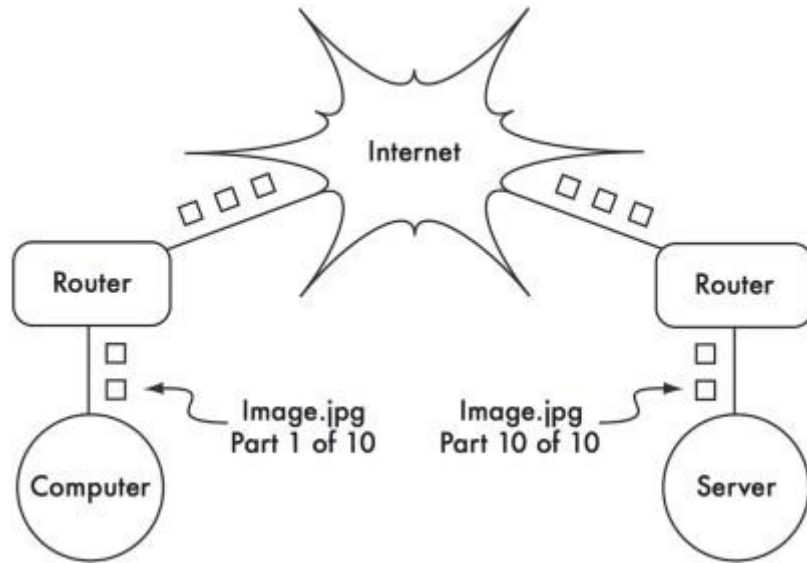 Internet
Router
Router
Image.jpg
Part 1 of 10
Image.jpg
Part 10 of 10
Computer
Server